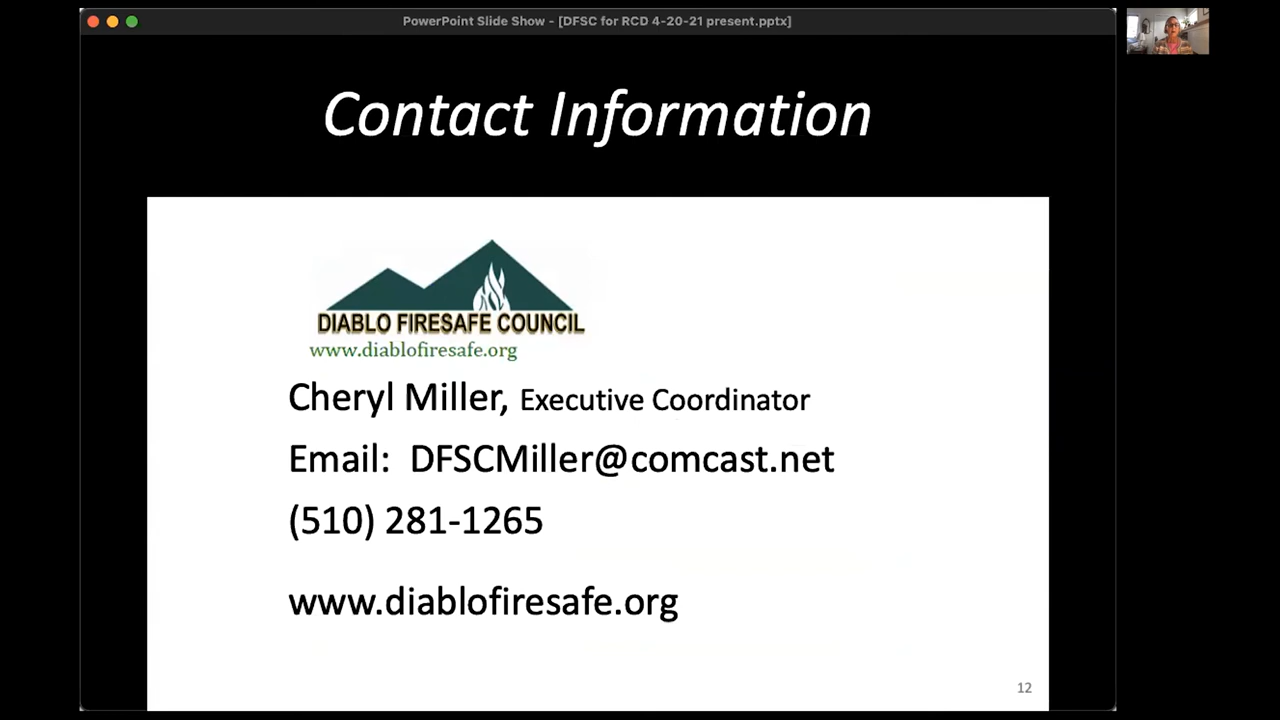 PowerPoint Slide Show - [DFSC for RCD 4-20-21 present.pptx]
Contact Information
DIABLO FIRESAFE COUNCIL
www.diablofiresafe.org
Cheryl Miller, Executive Coordinator
Email: DFSCMiller@comcast.net
(510) 281-1265
www.diablofiresafe.org
12